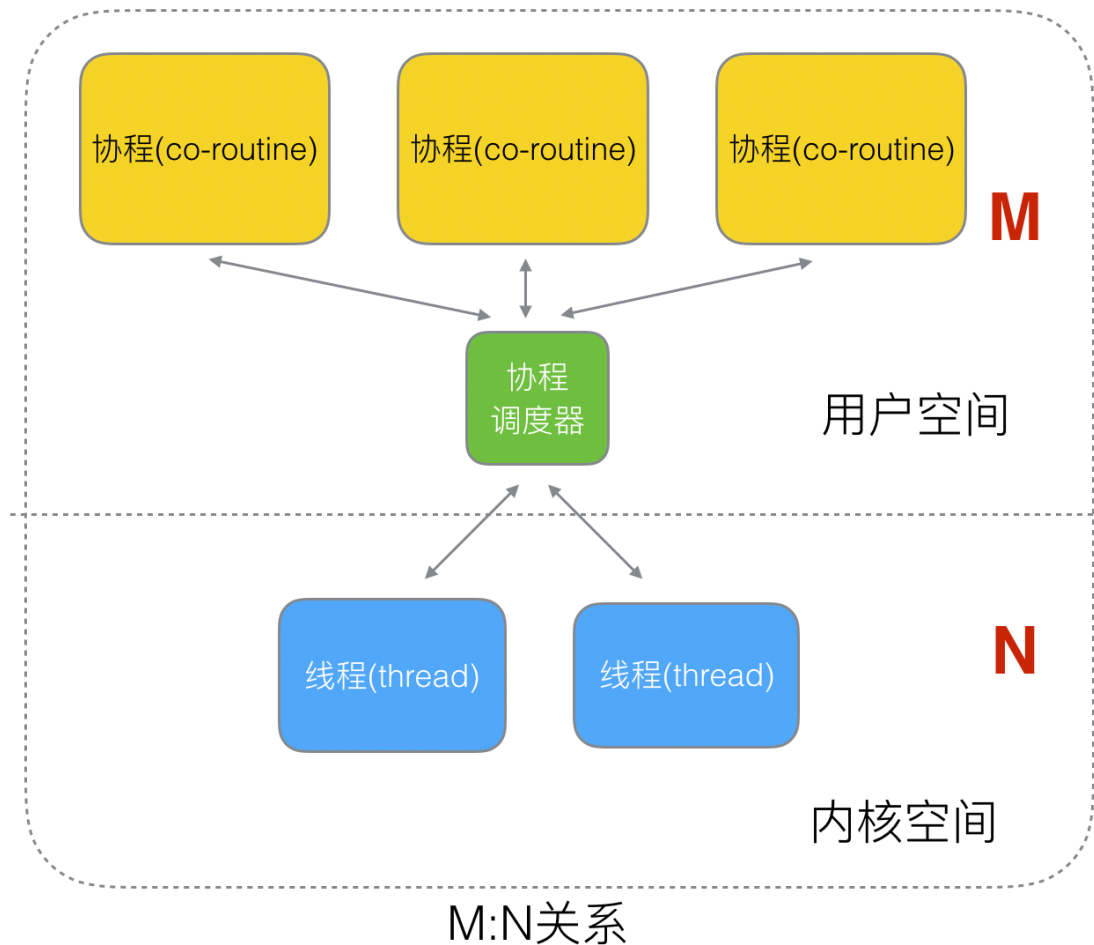 协程(co-routine)
协程(co-routine)
协程(co-routine)
M
协程
调度器
用户空间
线程(thread)
线程(thread)
N
内核空间
M:N关系